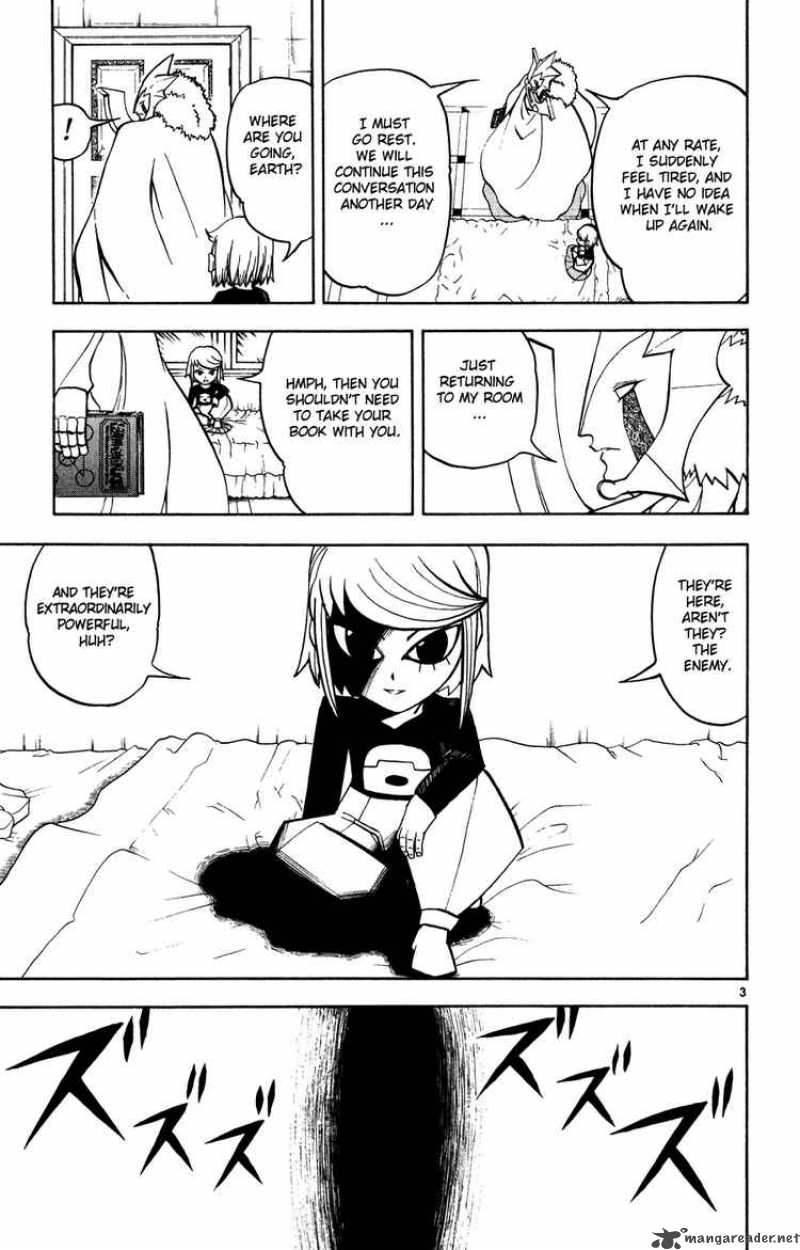 AT ANY RATE,
I SUDDENLY
FEEL TIRED, AND
I HAVE NO IDEA
WHEN I'LL WAKE
UP AGAIN.
I MUST
GO REST.
WE WILL
CONTINUE THIS
CONVERSATION
ANOTHER DAY
...
WHERE
ARE YOU
GOING,
EARTH?
!
JUST
RETURNING
TO MY ROOM
...
HMPH, THEN YOU
SHOULDN'T NEED
TO TAKE YOUR
BOOK WITH YOU.
THEY'RE
HERE,
AREN'T
THEY?
THE
ENEMY.
AND THEY'RE
EXTRAORDINARILY
POWERFUL,
HUH?
3
ズズズ
ズズズ
mangareader.net